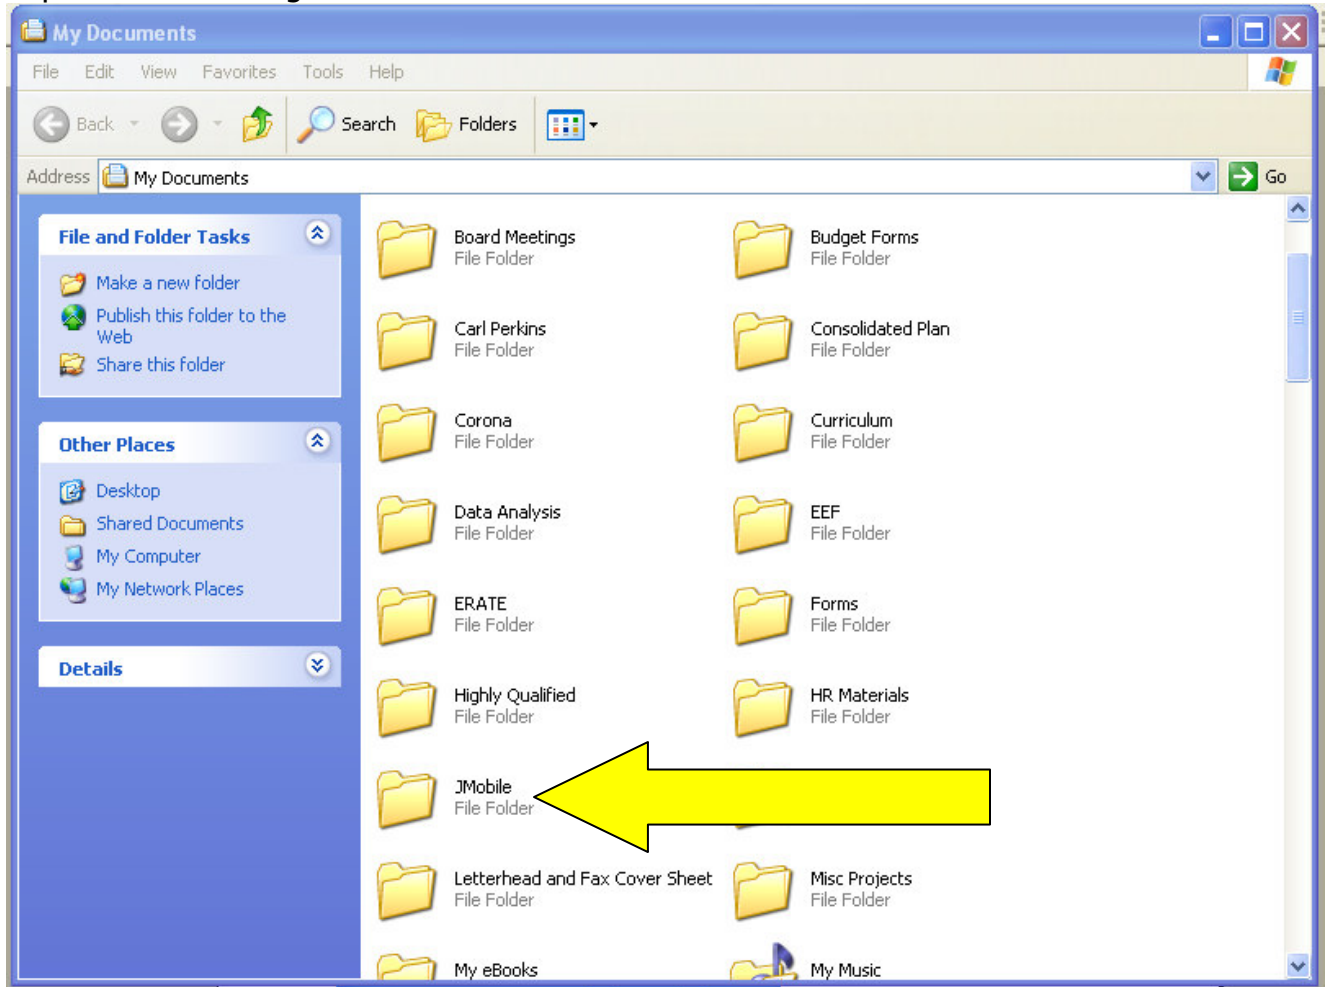 My Documents
File Edit View Favorites Tools Help
Back Search Folders
Address My Documents Go
File and Folder Tasks
Make a new folder
Publish this folder to the
Web
Share this folder
Other Places
Desktop
Shared Documents
My Computer
My Network Places
Details
Board Meetings
File Folder
Budget Forms
File Folder
Carl Perkins
File Folder
Consolidated Plan
File Folder
Corona
File Folder
Curriculum
File Folder
Data Analysis
File Folder
EEF
File Folder
ERATE
File Folder
Forms
File Folder
Highly Qualified
File Folder
HR Materials
File Folder
JMobile
File Folder
Letterhead and Fax Cover Sheet
File Folder
Misc Projects
File Folder
My eBooks
My Music